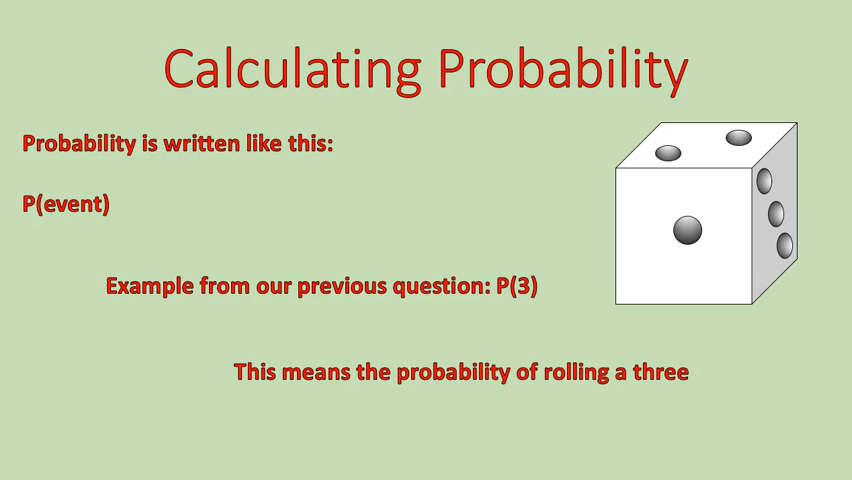 Calculating Probability
Probability is written like this:
P(event)
Example from our previous question: P(3)
This means the probability of rolling a three